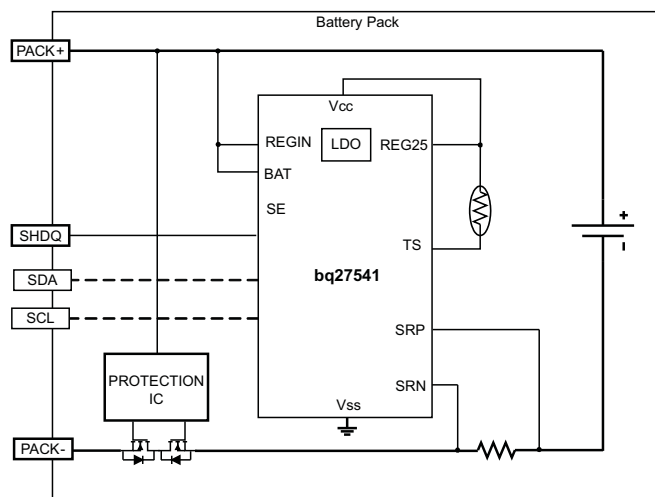 Battery Pack
PACK+
Vcc
REGIN
LDO
REG25
BAT
SE
SHDQ
TS
+
SDA
bq27541
SCL
SRP
PROTECTION
IC
SRN
Vss
PACK-